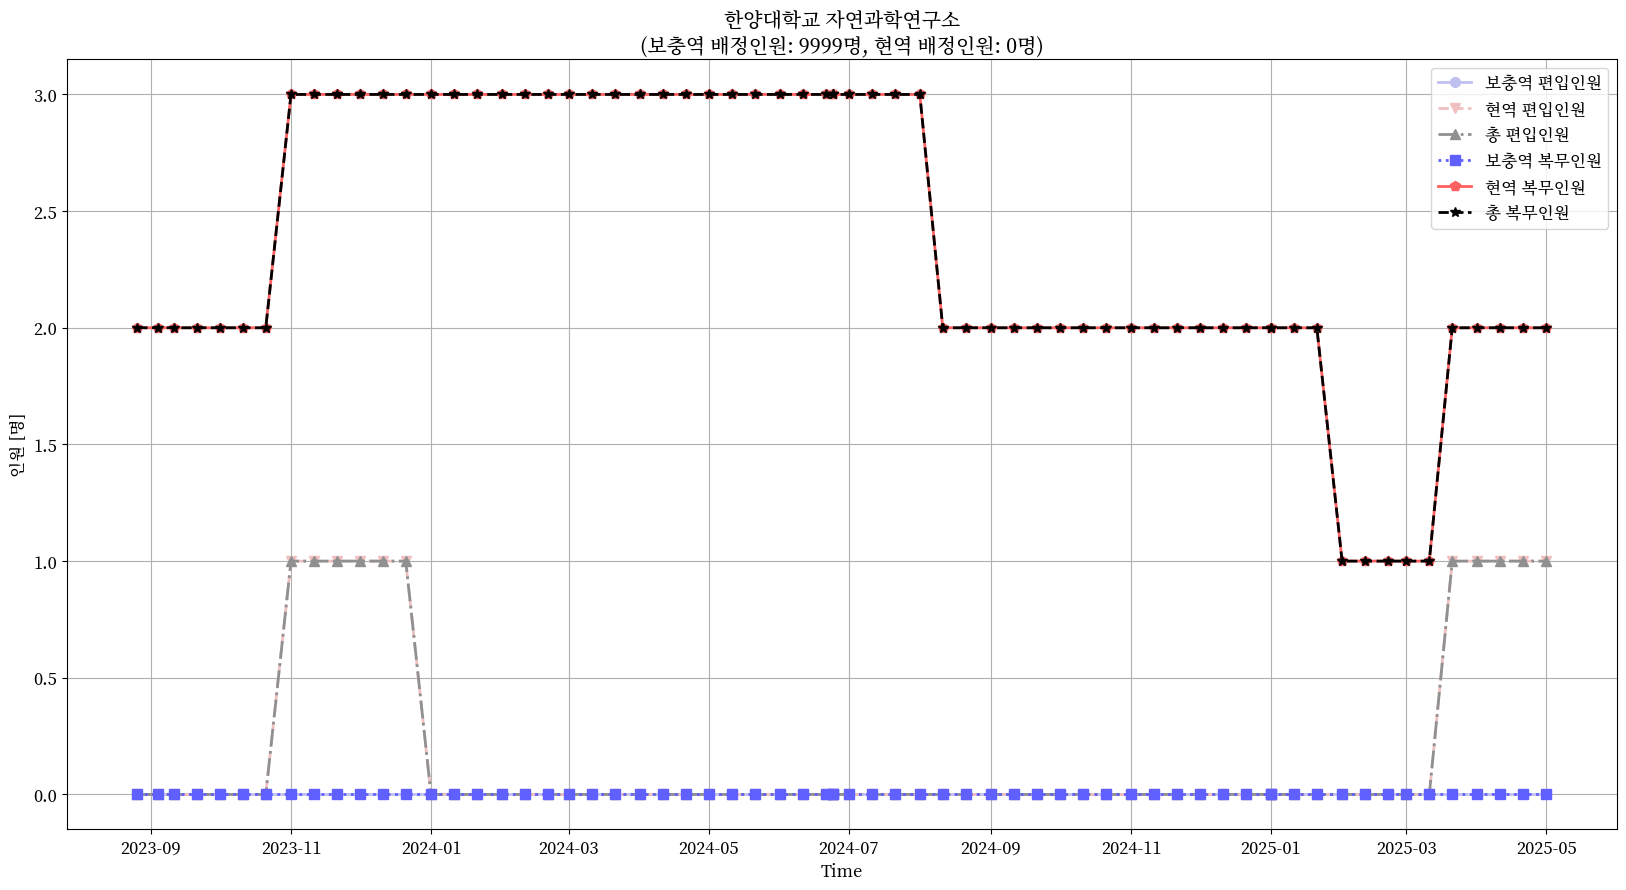 한양대학교 자연과학연구소
(보충역 배정인원: 9999명, 현역 배정인원: 0명)
보충역 편입인원
현역 편입인원
총 편입인원
보충역 복무인원
현역 복무인원
총 복무인원
인원 [명]
3.0
2.5
2.0
1.5
1.0
0.5
0.0
2023-09
2023-11
2024-01
2024-03
2024-05
2024-07
2024-09
2024-11
2025-01
2025-03
2025-05
Time